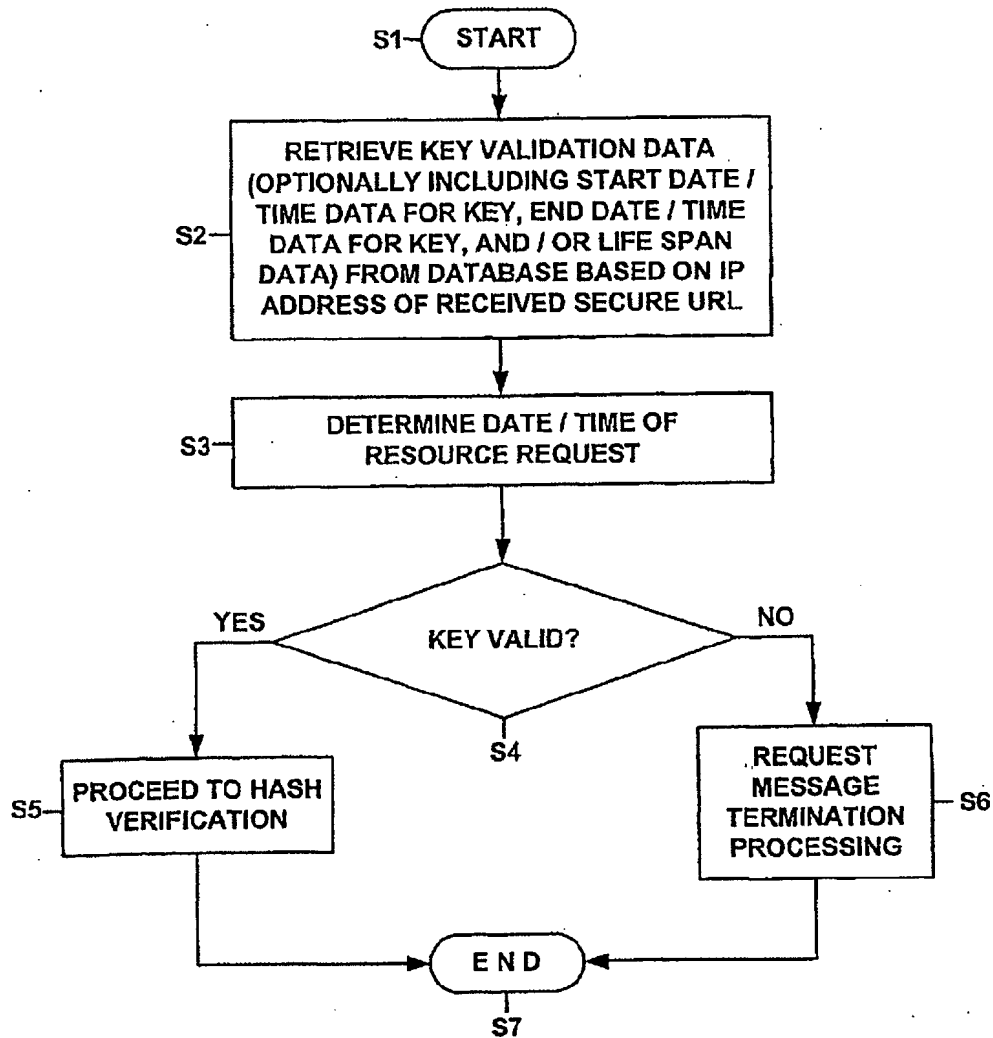 S1
START
RETRIEVE KEY VALIDATION DATA
(OPTIONALLY INCLUDING START DATE /
TIME DATA FOR KEY, END DATE / TIME
DATA FOR KEY, AND / OR LIFE SPAN
DATA) FROM DATABASE BASED ON IP
ADDRESS OF RECEIVED SECURE URL
S2
DETERMINE DATE / TIME OF
RESOURCE REQUEST
S3
YES
NO
KEY VALID?
S4
PROCEED TO HASH
VERIFICATION
S5
REQUEST
MESSAGE
TERMINATION
PROCESSING
S6
END
S7